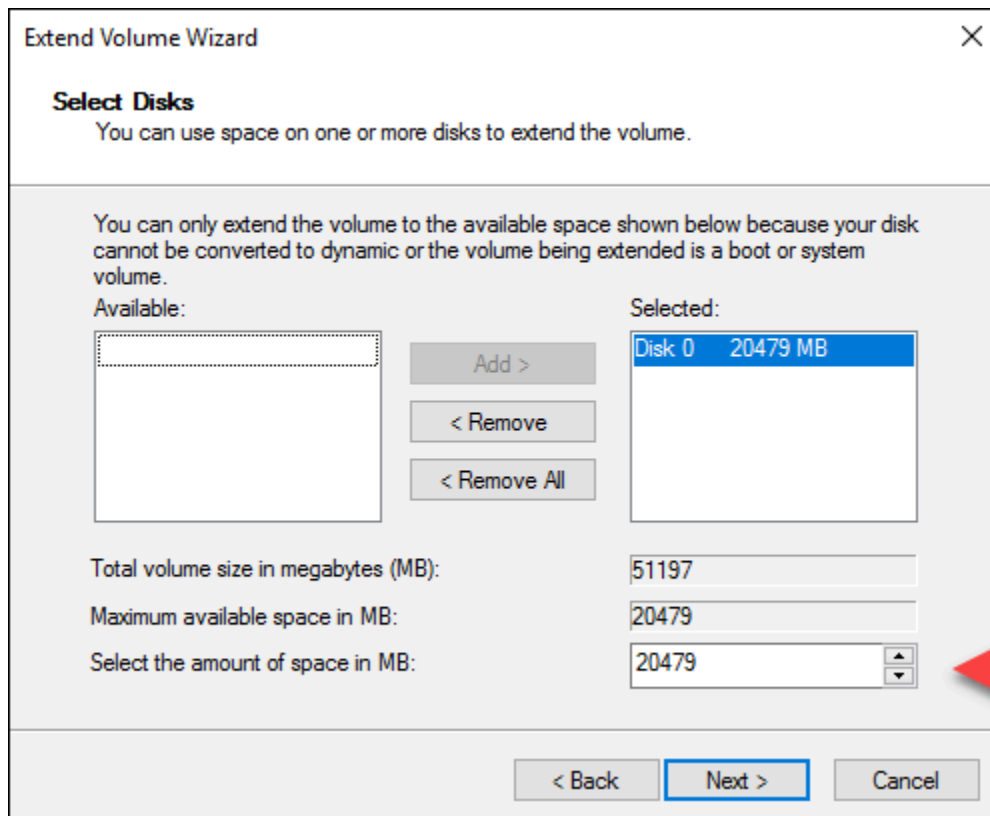 Extend Volume Wizard
Select Disks
You can use space on one or more disks to extend the volume.
You can only extend the volume to the available space shown below because your disk
cannot be converted to dynamic or the volume being extended is a boot or system
volume.
Available:
Selected:
Disk 0 20479 MB
Add >
< Remove
< Remove All
Total volume size in megabytes (MB): 51197
Maximum available space in MB: 20479
Select the amount of space in MB: 20479
< Back Next > Cancel